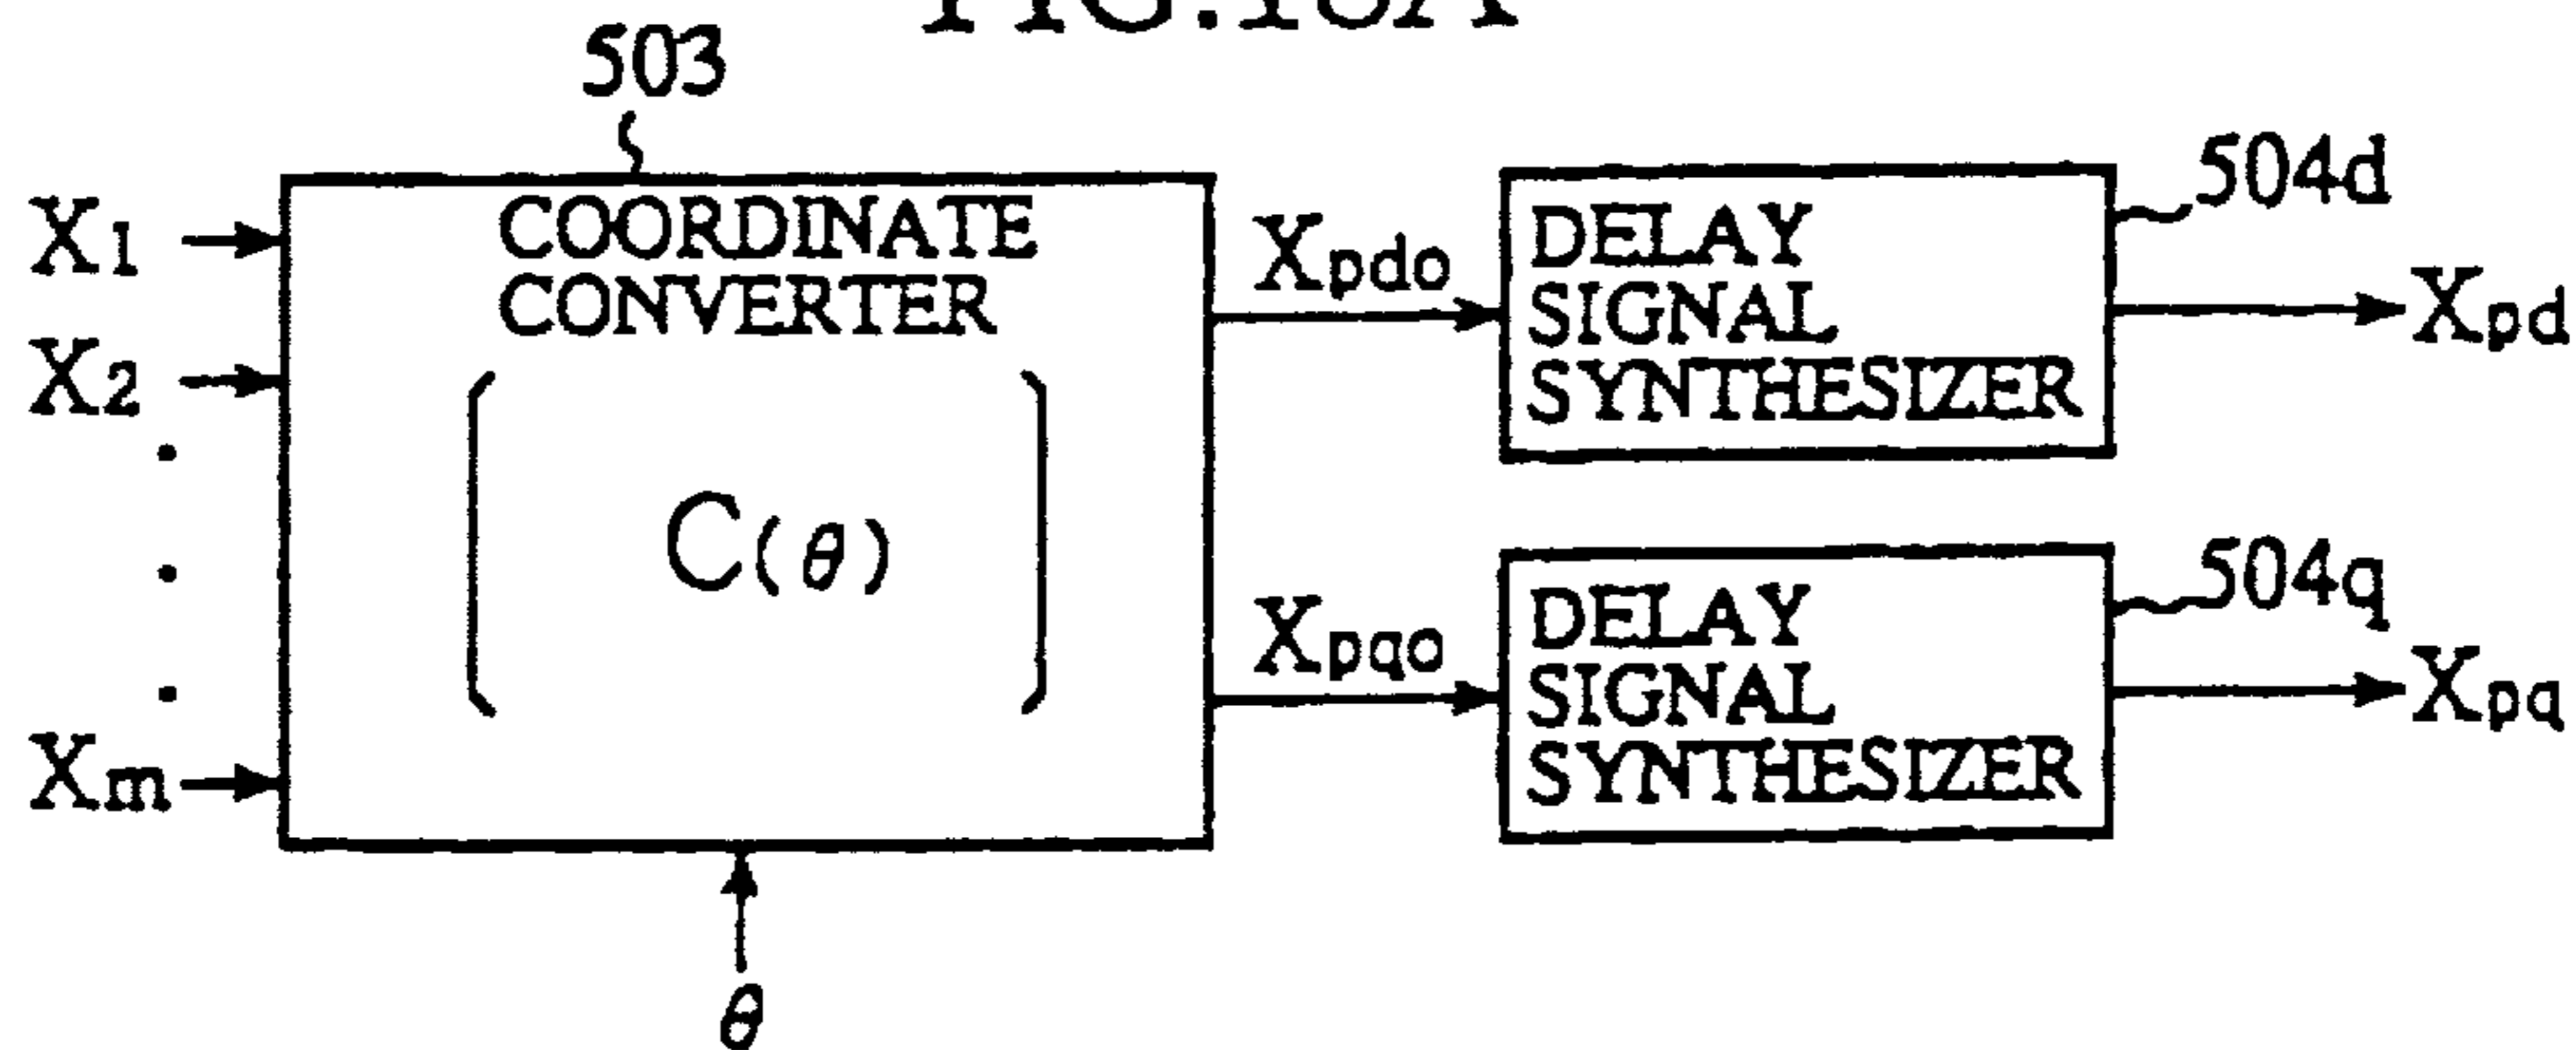 503
COORDINATE
CONVERTER
C(θ)
X1
X2
Xm
θ
Xpdo
Xpqo
DELAY
SIGNAL
SYNTHESIZER
504d
Xpd
DELAY
SIGNAL
SYNTHESIZER
504q
Xpq